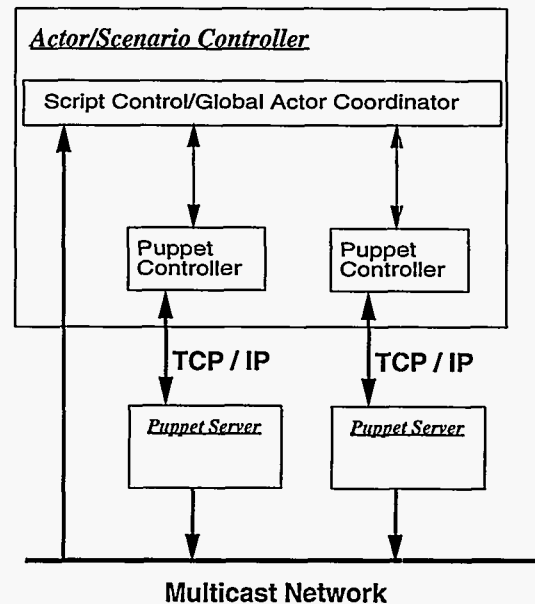 Actor/Scenario Controller
Script Control/Global Actor Coordinator
Puppet
Controller
Puppet
Controller
TCP / IP
TCP / IP
Puppet Server
Puppet Server
Multicast Network